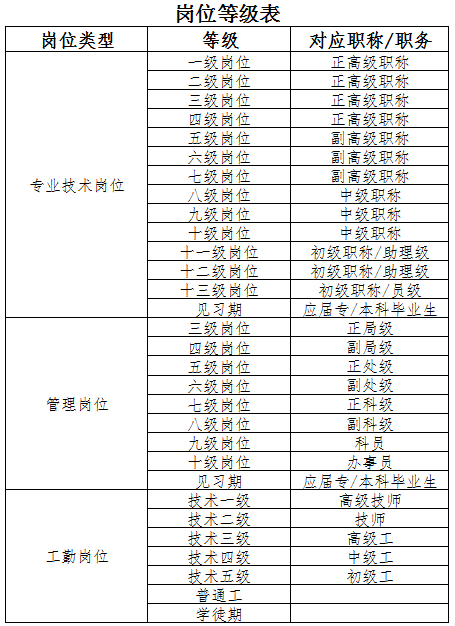 岗位等级表
岗位类型 等级 对应职称/职务
专业技术岗位
一级岗位 正高级职称
二级岗位 正高级职称
三级岗位 正高级职称
四级岗位 正高级职称
五级岗位 副高级职称
六级岗位 副高级职称
七级岗位 副高级职称
八级岗位 中级职称
九级岗位 中级职称
十级岗位 中级职称
十一级岗位 初级职称/助理级
十二级岗位 初级职称/助理级
十三级岗位 初级职称/员级
见习期 应届专/本科毕业生
管理岗位
三级岗位 正局级
四级岗位 副局级
五级岗位 正处级
六级岗位 副处级
七级岗位 正科级
八级岗位 副科级
九级岗位 科员
十级岗位 办事员
见习期 应届专/本科毕业生
工勤岗位
技术一级 高级技师
技术二级 技师
技术三级 高级工
技术四级 中级工
技术五级 初级工
普通工
学徒期